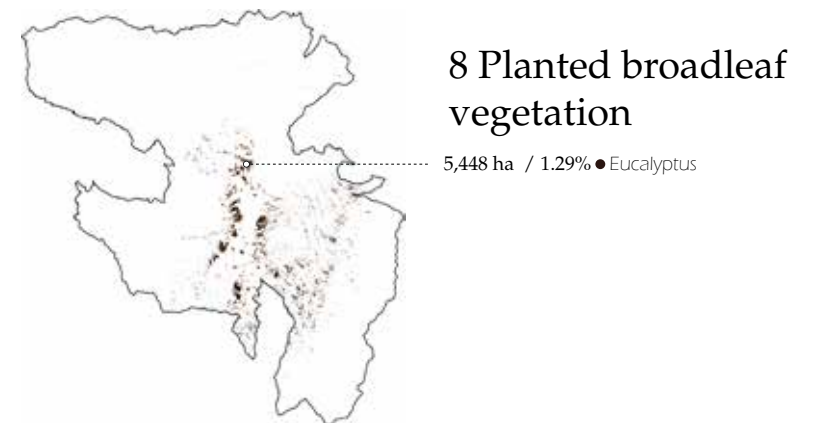 8 Planted broadleaf
vegetation
5,448 ha / 1.29% ● Eucalyptus